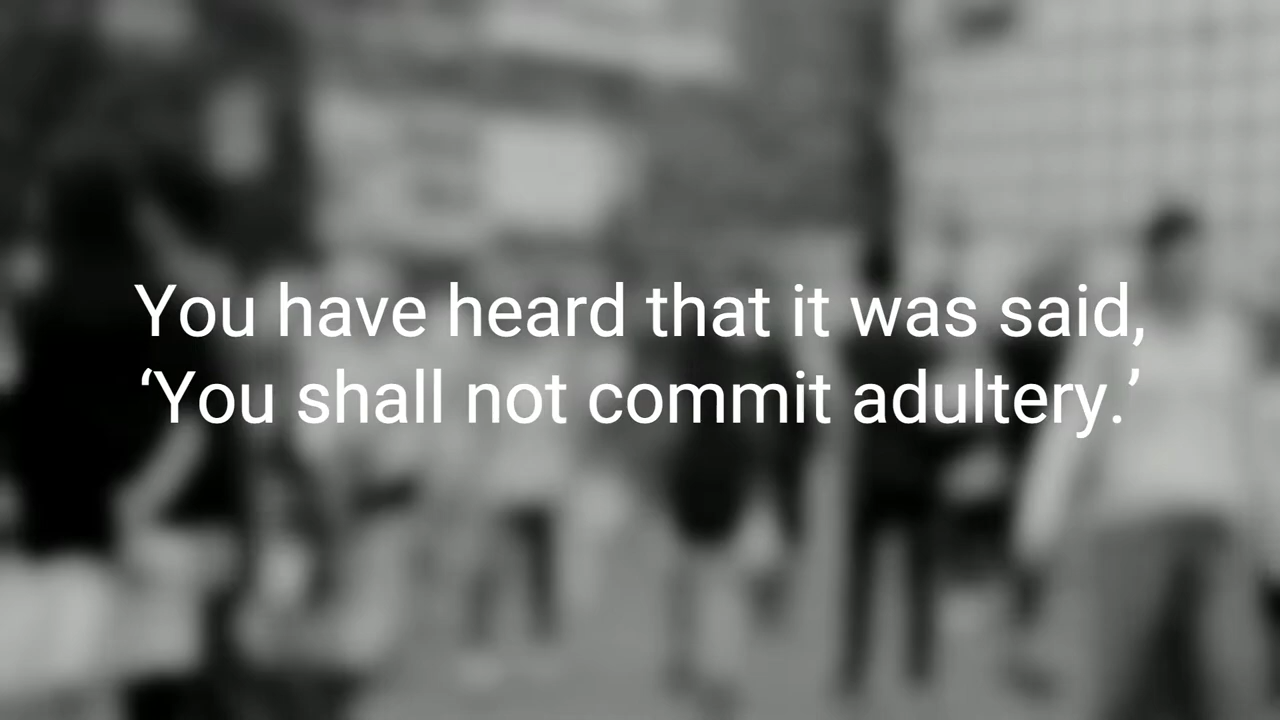 You have heard that it was said,
‘You shall not commit adultery.’